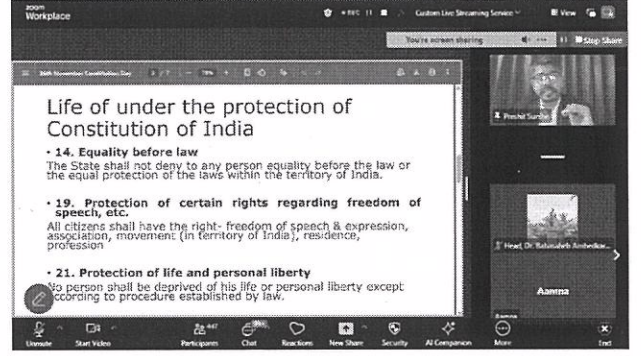 zoom
Workplace
REC
Custom Live Streaming Service
View
You're screen sharing
Stop Share
26th November Constitution Day
Life of under the protection of
Constitution of India
• 14. Equality before law
The State shall not deny to any person equality before the law or
the equal protection of the laws within the territory of India.
• 19. Protection of certain rights regarding freedom of
speech, etc.
All citizens shall have the right- freedom of speech & expression,
association, movement (in territory of India), residence,
profession
• 21. Protection of life and personal liberty
No person shall be deprived of his life or personal liberty except
according to procedure established by law.
Head, Dr. Babasaheb Ambedkar...
Aamna
Aamna
Unmute
Start Video
Participants
Chat
Reactions
New Share
Security
AI Companion
More
End